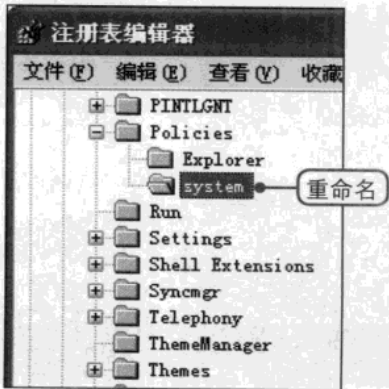 注册表编辑器
文件(F) 编辑(E) 查看(V) 收藏
PINTLGNT
Policies
Explorer
system 重命名
Run
Settings
Shell Extensions
Syncmgr
Telephony
ThemeManager
Themes